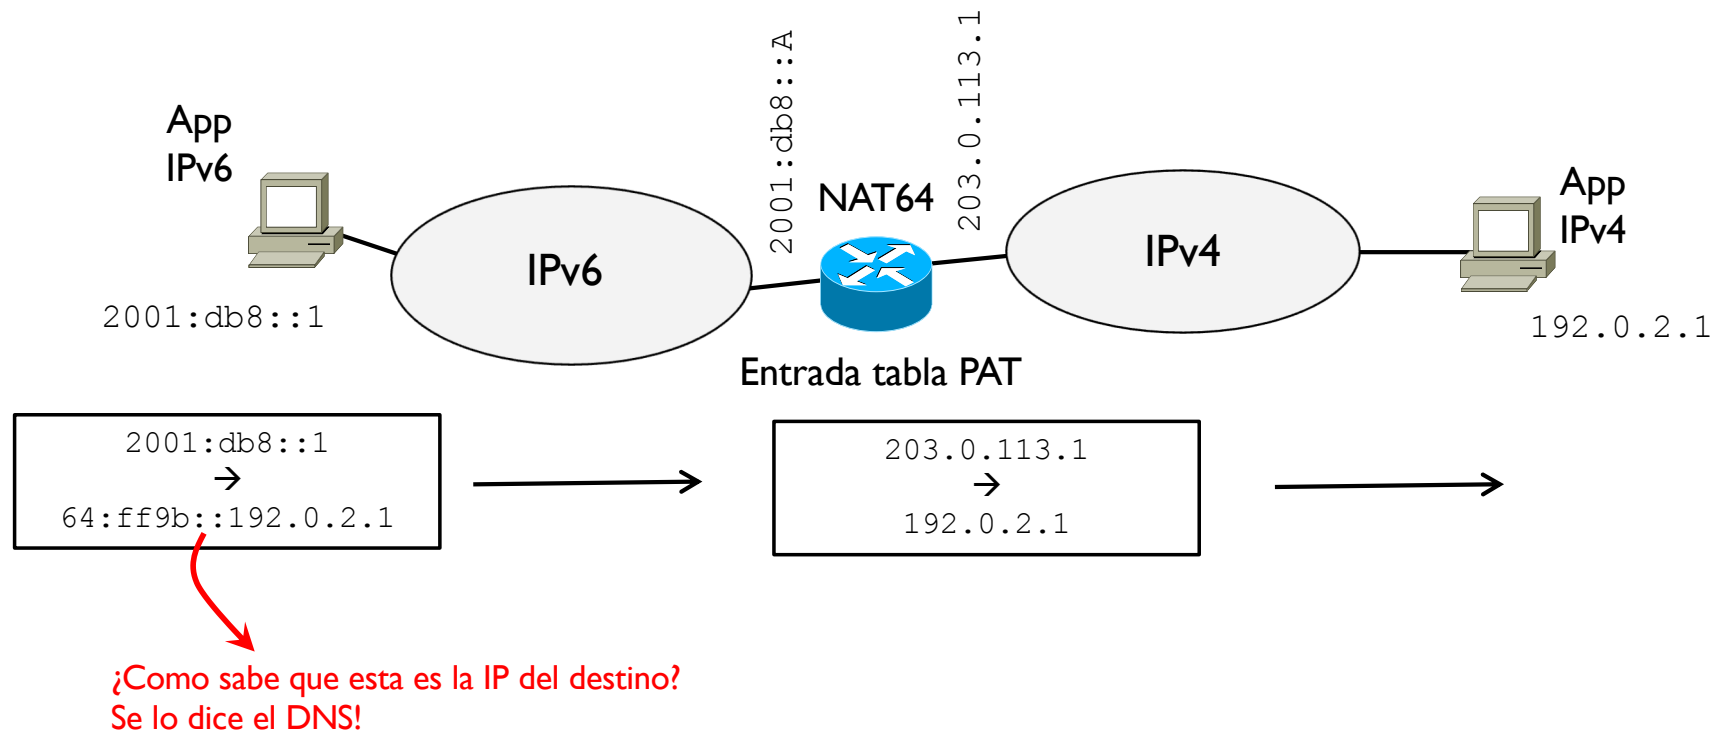 App
IPv6
2001:db8::1
IPv6
2001:db8::A
NAT64
203.0.113.1
IPv4
App
IPv4
192.0.2.1
Entrada tabla PAT
2001:db8::1
→
64:ff9b::192.0.2.1
203.0.113.1
→
192.0.2.1
¿Como sabe que esta es la IP del destino?
Se lo dice el DNS!